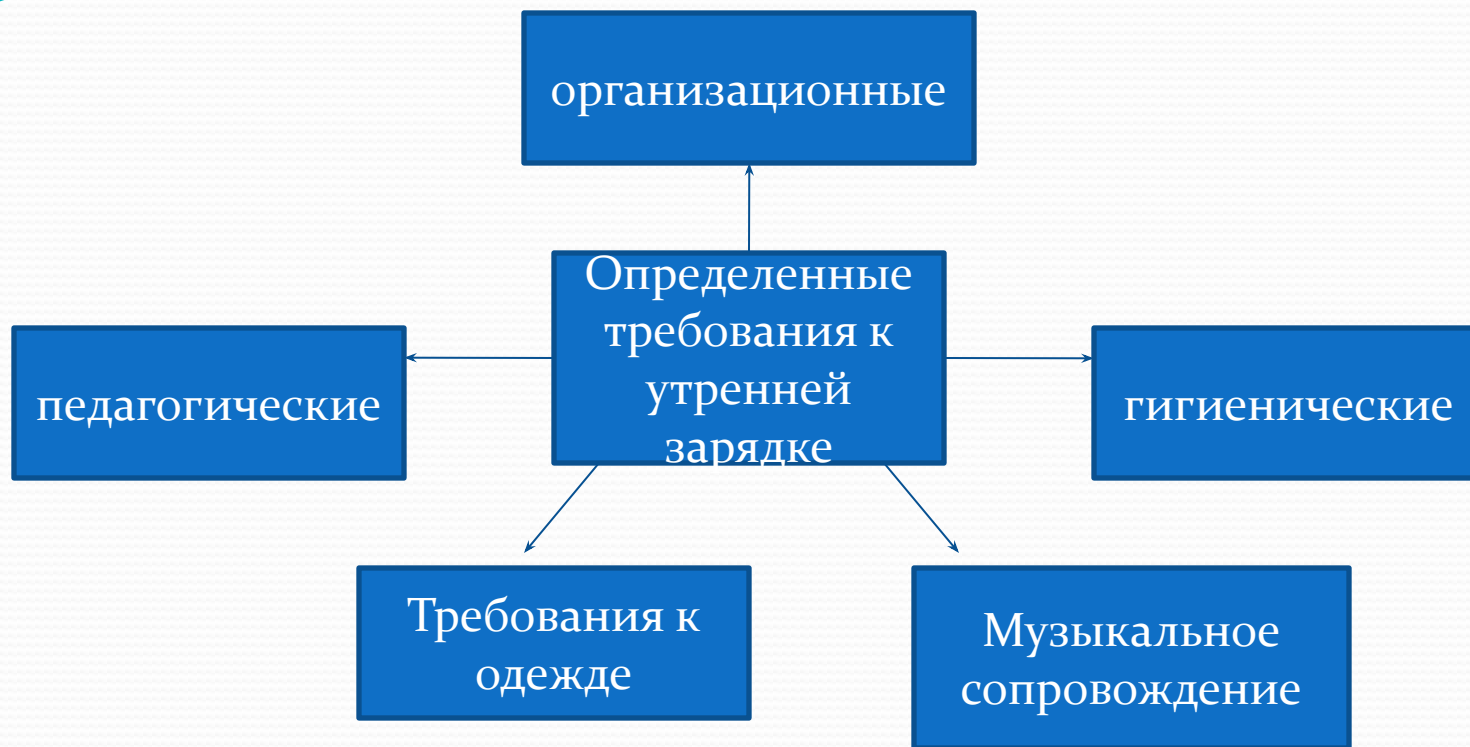 организационные
Определенные
требования к
утренней
зарядке
педагогические
гигиенические
Требования к
одежде
Музыкальное
сопровождение